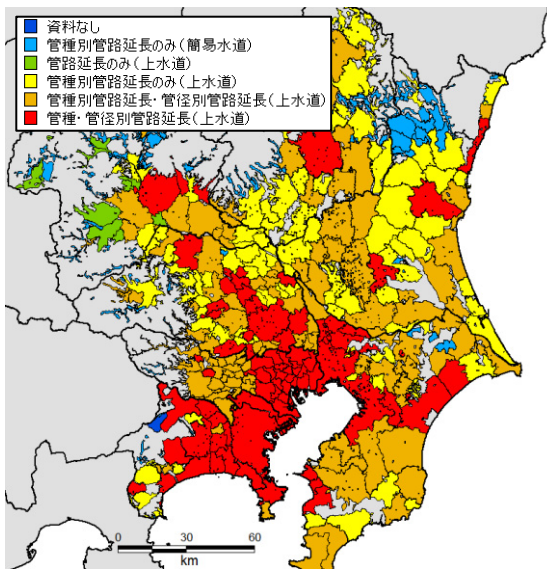 資料なし
管種別管路延長のみ(簡易水道)
管路延長のみ(上水道)
管種別管路延長のみ(上水道)
管種別管路延長・管径別管路延長(上水道)
管種・管径別管路延長(上水道)
0 30 60
km